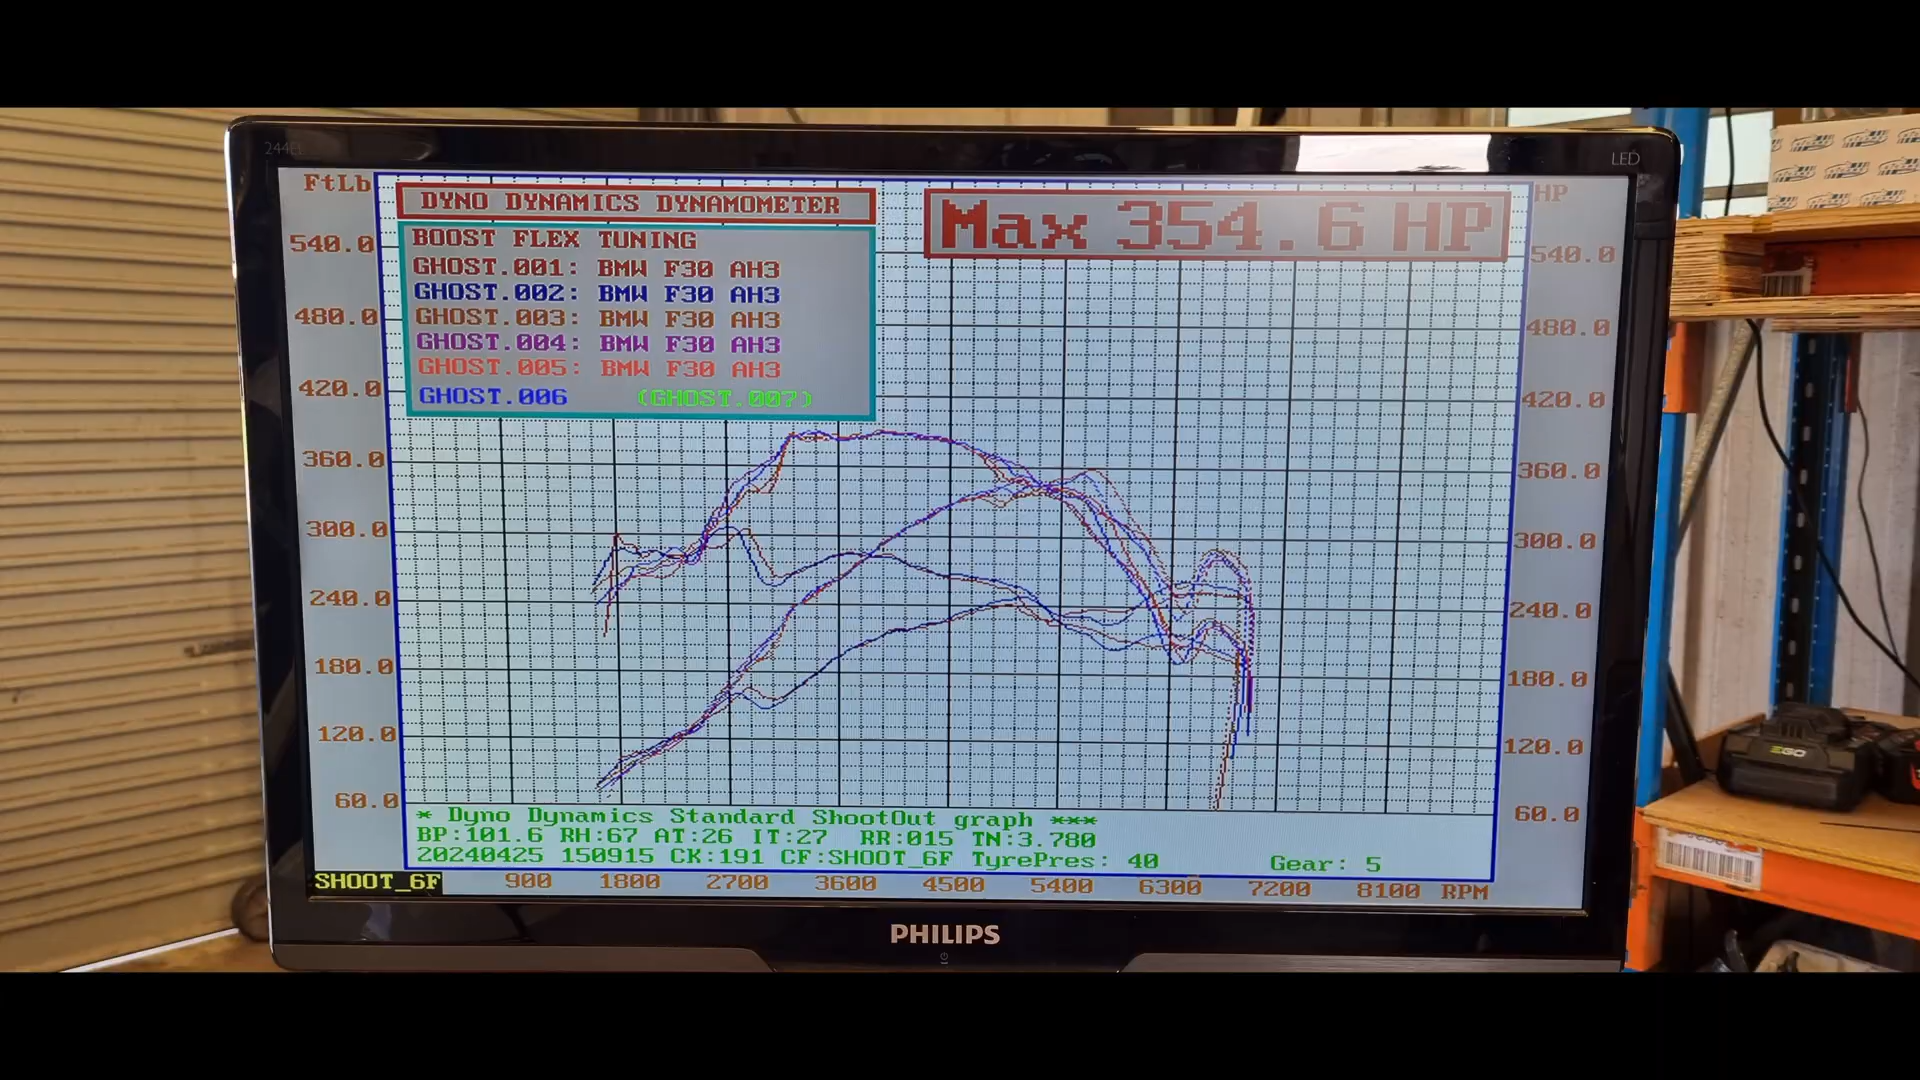 244EL
LED
FtLb
HP
DYNO DYNAMICS DYNAMOMETER
Max 354.6 HP
BOOST FLEX TUNING
GHOST.001: BMW F30 AH3
GHOST.002: BMW F30 AH3
GHOST.003: BMW F30 AH3
GHOST.004: BMW F30 AH3
GHOST.005: BMW F30 AH3
GHOST.006 (GHOST.007)
540.0 540.0
480.0 480.0
420.0 420.0
360.0 360.0
300.0 300.0
240.0 240.0
180.0 180.0
120.0 120.0
60.0 60.0
* Dyno Dynamics Standard ShootOut graph ***
BP:101.6 RH:67 AT:26 IT:27 RR:015 TN:3.780
20240425 150915 CK:191 CF:SHOOT_6F TyrePres: 40 Gear: 5
SHOOT_6F 900 1800 2700 3600 4500 5400 6300 7200 8100 RPM
PHILIPS
EGO